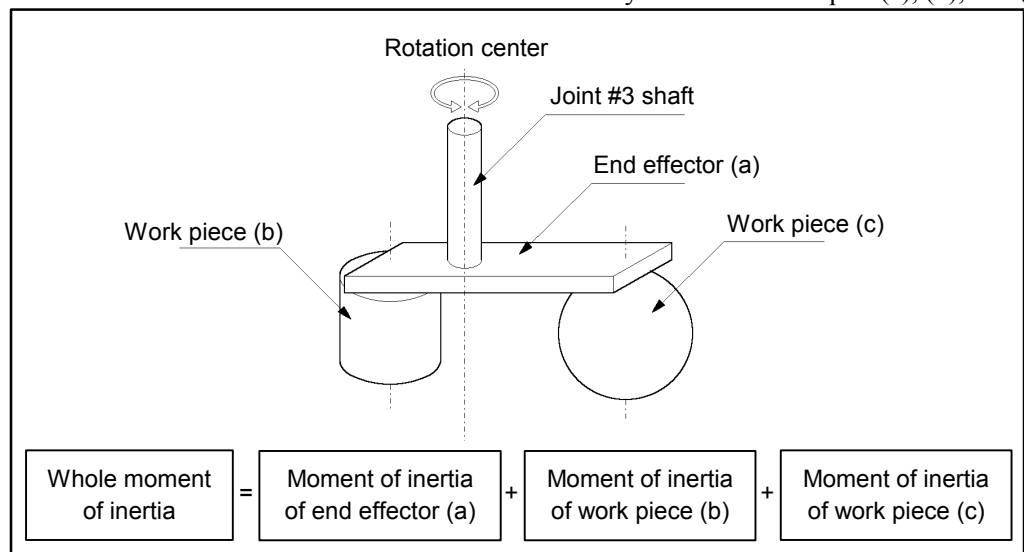 Rotation center
Joint #3 shaft
End effector (a)
Work piece (b)
Work piece (c)
Whole moment
of inertia
=
Moment of inertia
of end effector (a)
+
Moment of inertia
of work piece (b)
+
Moment of inertia
of work piece (c)